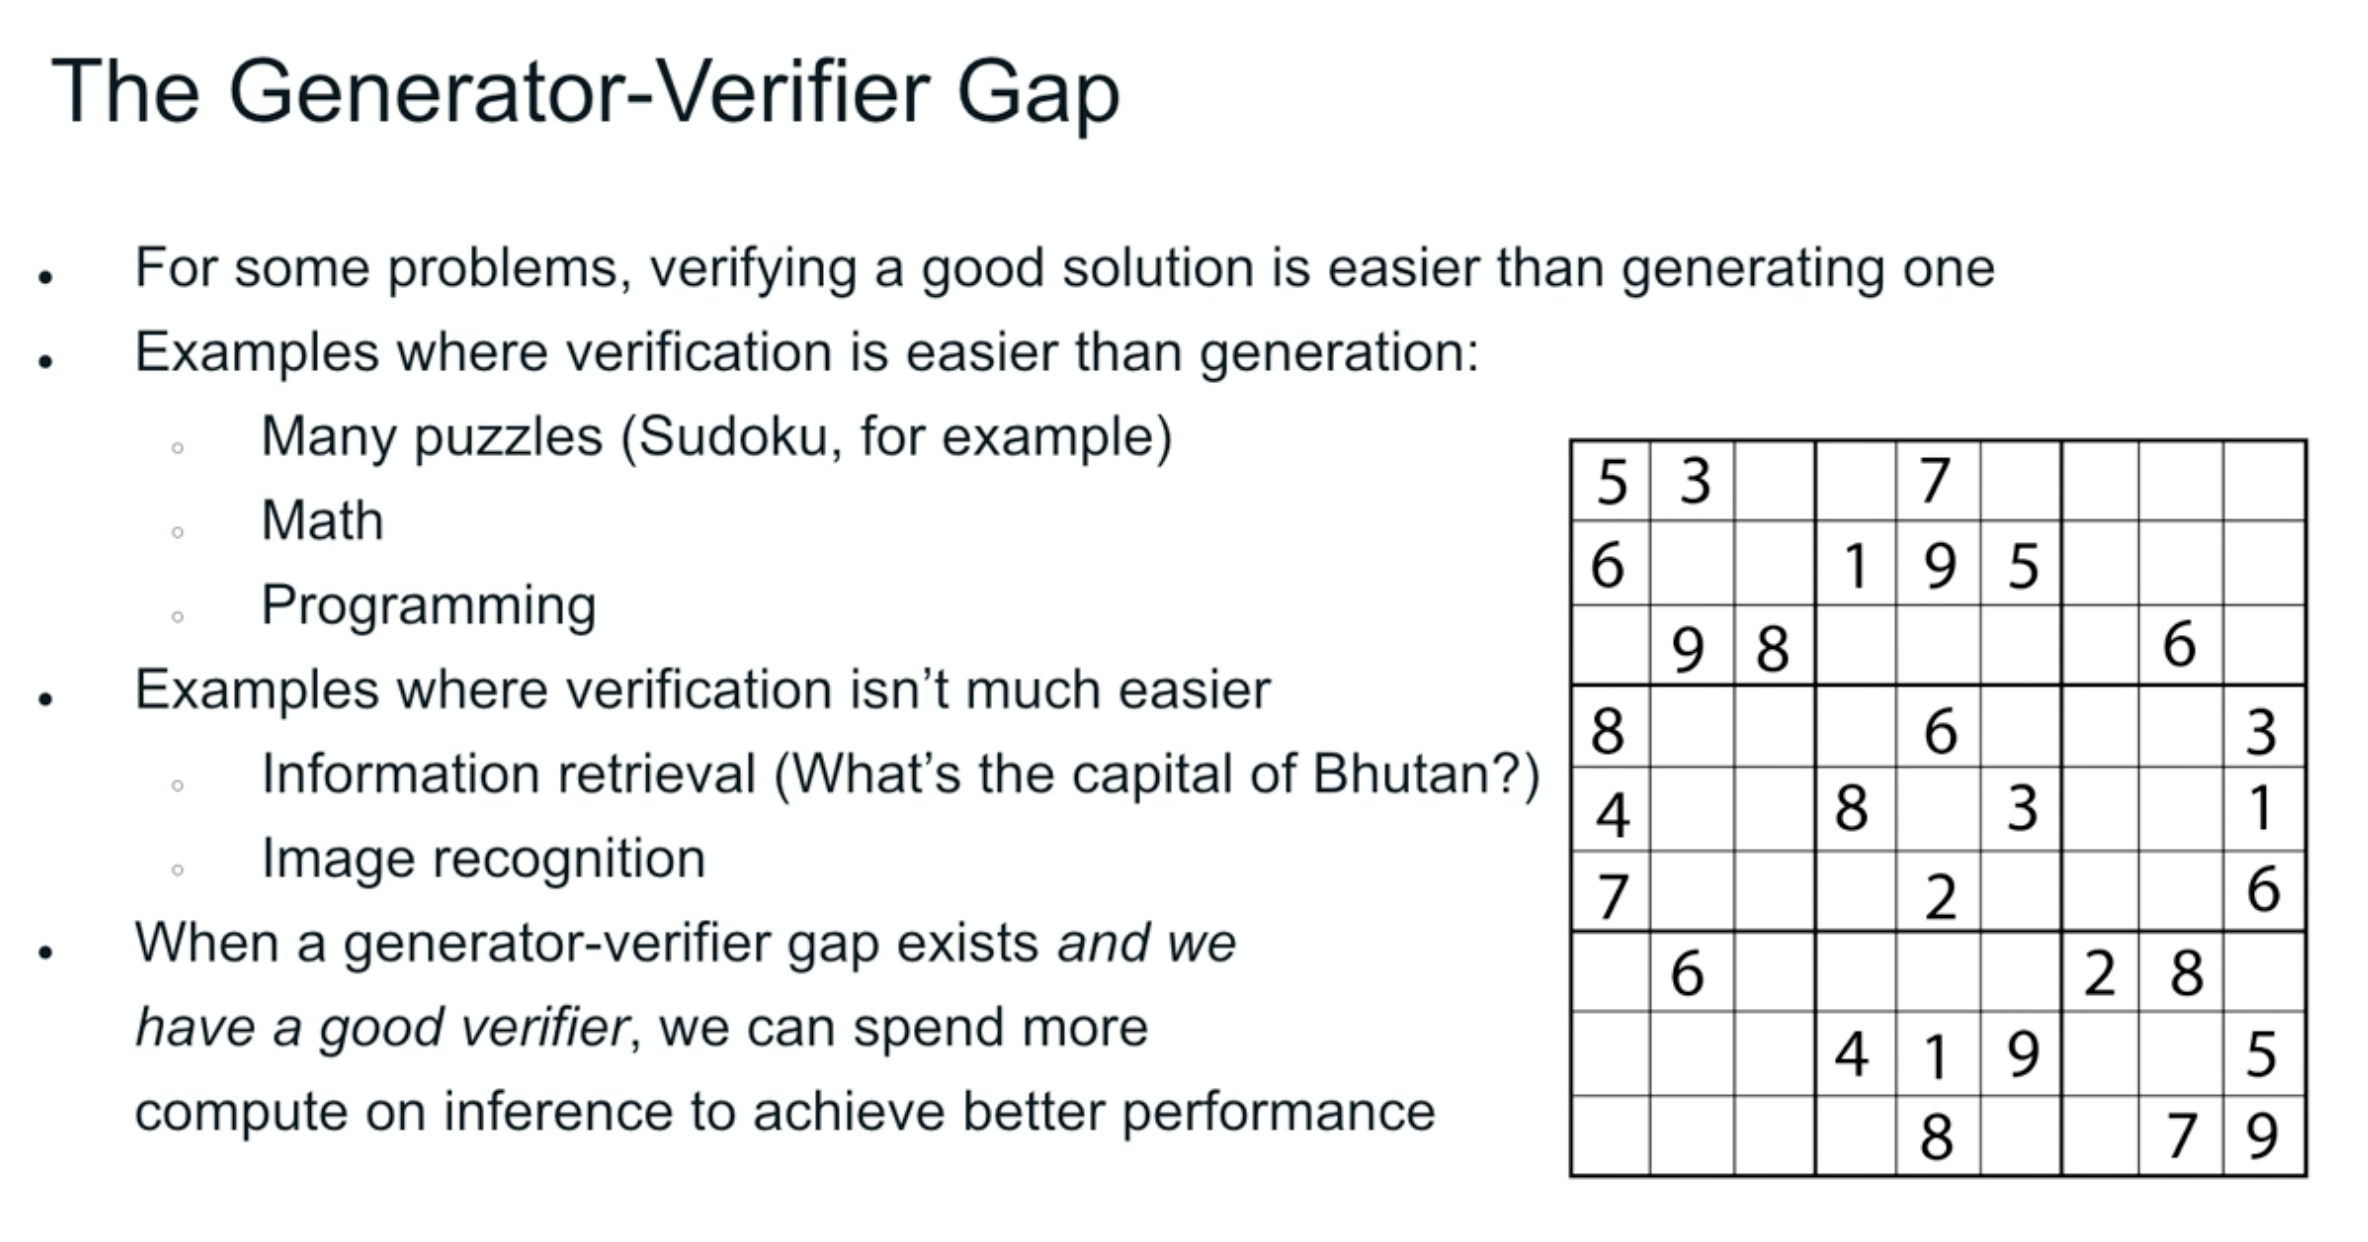 The Generator-Verifier Gap
• For some problems, verifying a good solution is easier than generating one
• Examples where verification is easier than generation:
◦ Many puzzles (Sudoku, for example)
◦ Math
◦ Programming
• Examples where verification isn’t much easier
◦ Information retrieval (What’s the capital of Bhutan?)
◦ Image recognition
• When a generator-verifier gap exists and we
have a good verifier, we can spend more
compute on inference to achieve better performance
5 3 7
6 1 9 5
9 8 6
8 6 3
4 8 3 1
7 2 6
6 2 8
4 1 9 5
8 7 9